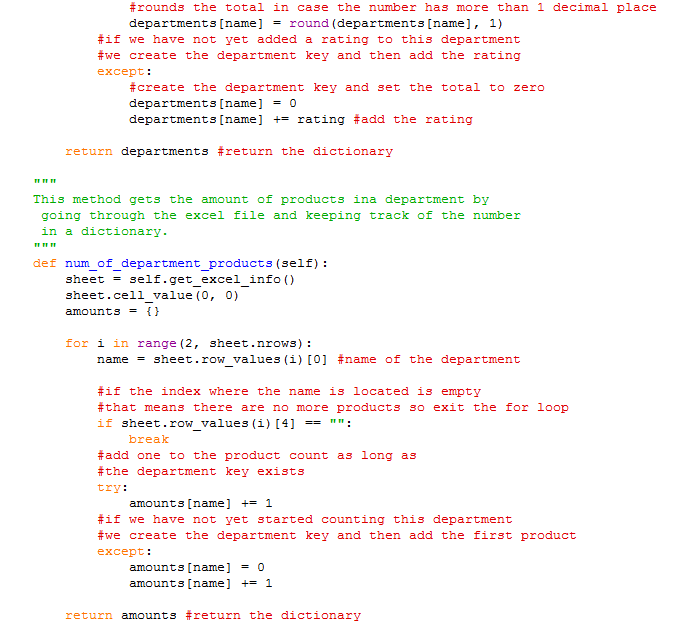 #rounds the total in case the number has more than 1 decimal place
departments[name] = round(departments[name], 1)
#if we have not yet added a rating to this department
#we create the department key and then add the rating
except:
#create the department key and set the total to zero
departments[name] = 0
departments[name] += rating #add the rating
return departments #return the dictionary
"""
This method gets the amount of products ina department by
going through the excel file and keeping track of the number
in a dictionary.
"""
def num_of_department_products(self):
sheet = self.get_excel_info()
sheet.cell_value(0, 0)
amounts = {}
for i in range(2, sheet.nrows):
name = sheet.row_values(i)[0] #name of the department
#if the index where the name is located is empty
#that means there are no more products so exit the for loop
if sheet.row_values(i)[4] == "":
break
#add one to the product count as long as
#the department key exists
try:
amounts[name] += 1
#if we have not yet started counting this department
#we create the department key and then add the first product
except:
amounts[name] = 0
amounts[name] += 1
return amounts #return the dictionary